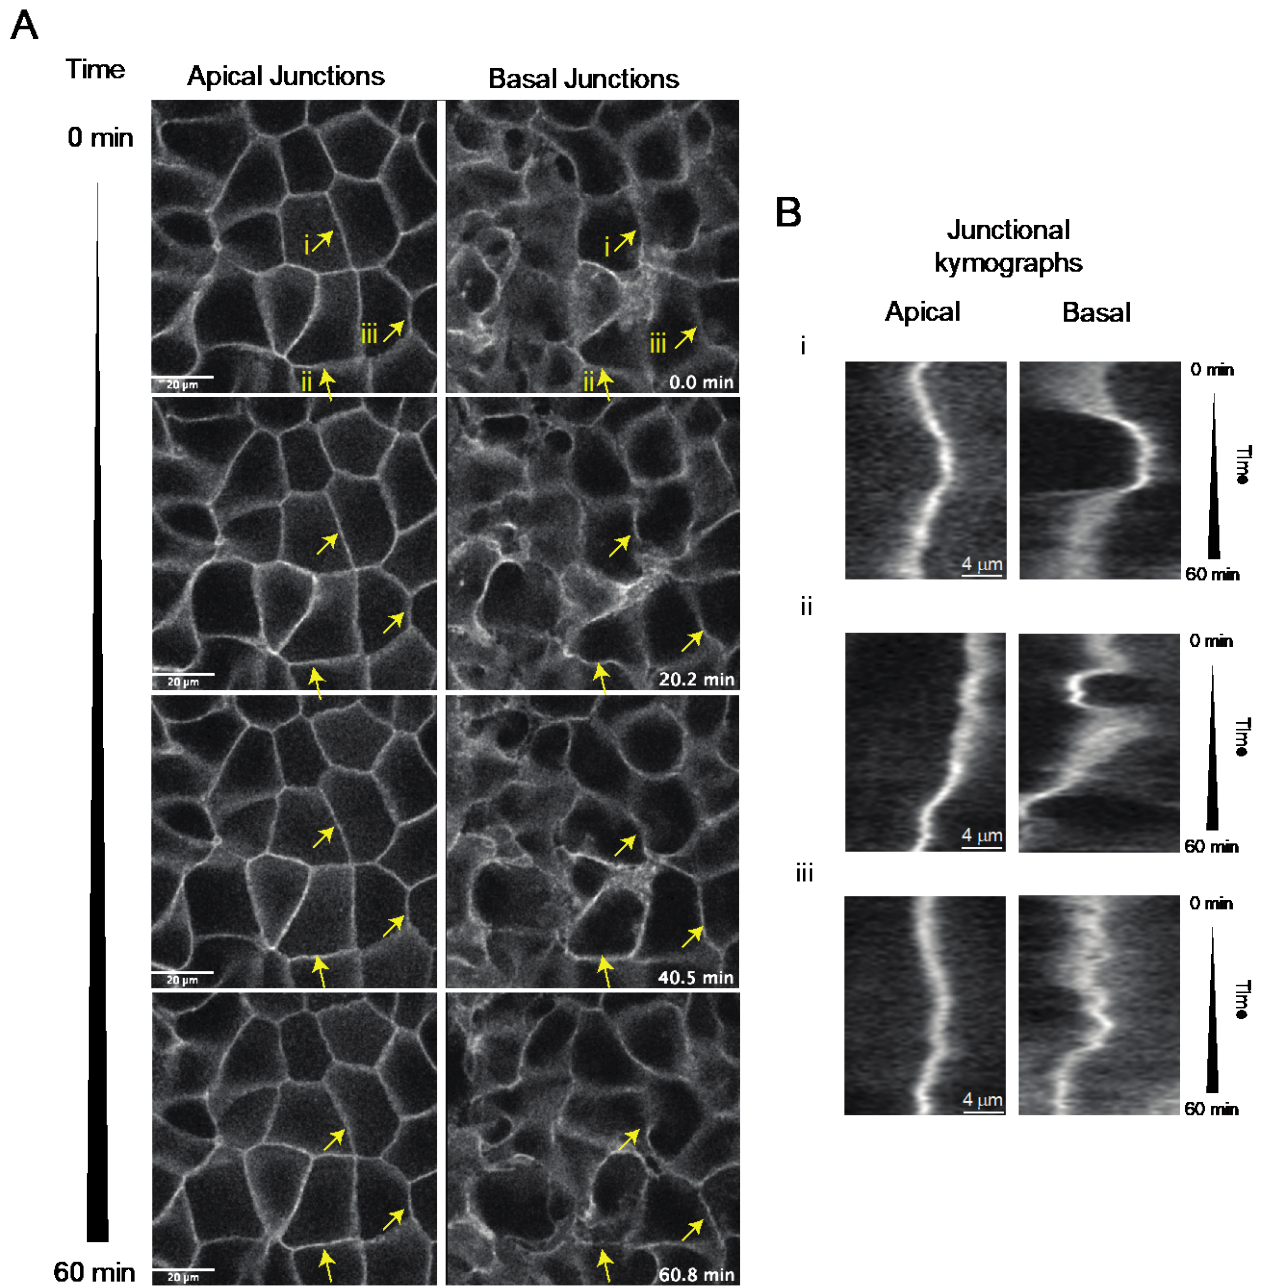 A
Time
Apical Junctions
Basal Junctions
0 min
i
iii
ii
20 µm
i
iii
ii
0.0 min
20 µm
20.2 min
20 µm
40.5 min
20 µm
60.8 min
60 min
B
Junctional
kymographs
Apical
Basal
i
4 µm
0 min
Time
60 min
ii
4 µm
0 min
Time
60 min
iii
4 µm
0 min
Time
60 min